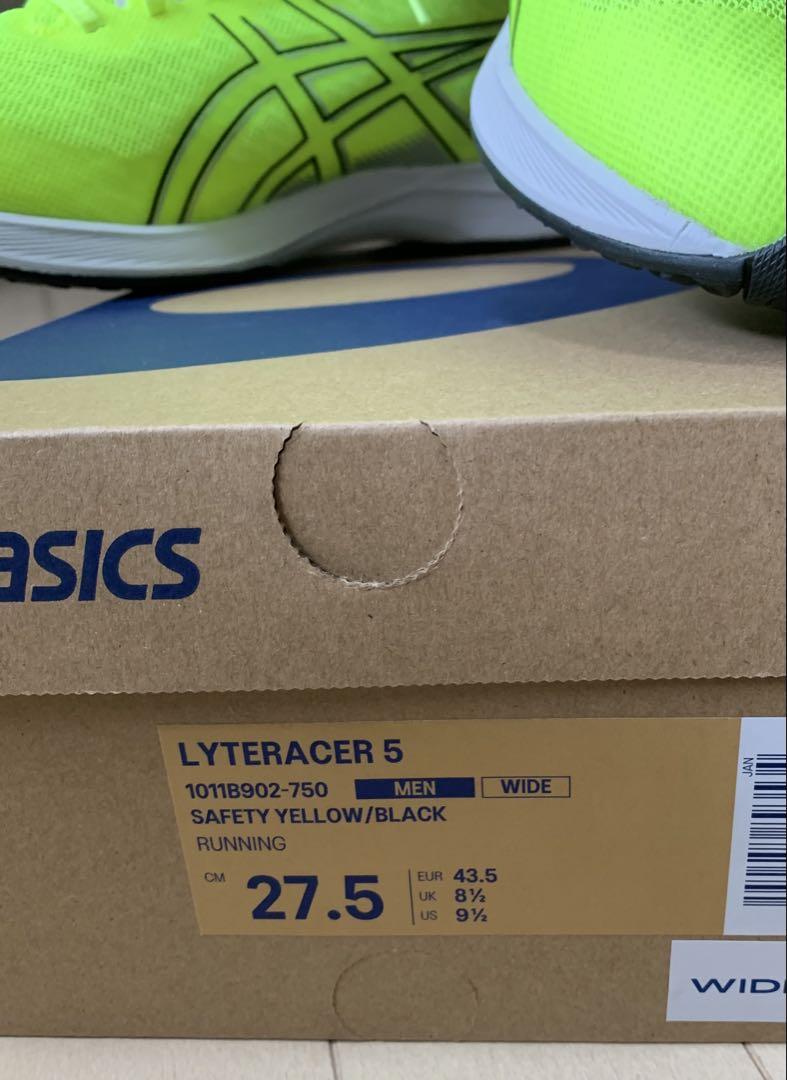 asics
LYTERACER 5
1011B902-750 MEN WIDE
SAFETY YELLOW/BLACK
RUNNING
CM 27.5
EUR 43.5
UK 8½
US 9½
JAN
WID